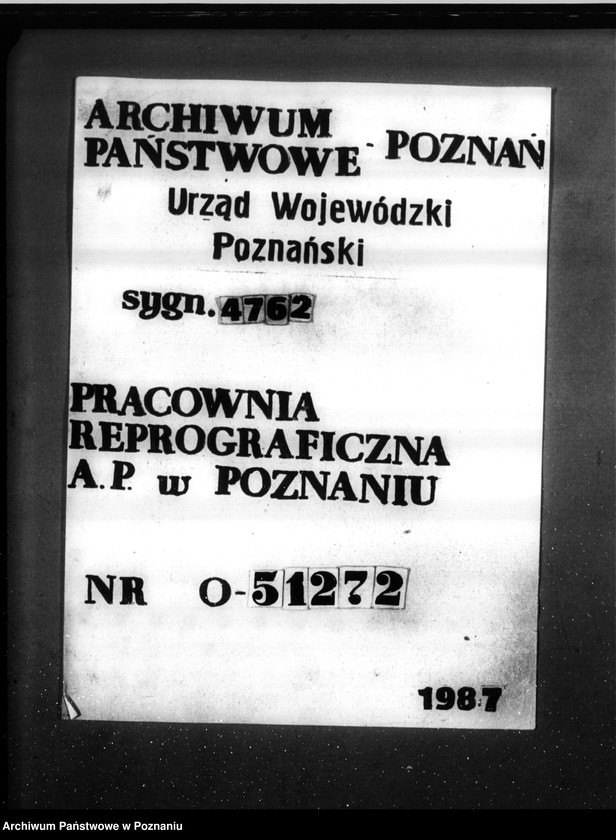 ARCHIWUM
PAŃSTWOWE - POZNAŃ
Urząd Wojewódzki
Poznański
sygn. 4762
PRACOWNIA
REPROGRAFICZNA
A.P. w POZNANIU
NR O-51272
1987
Archiwum Państwowe w Poznaniu